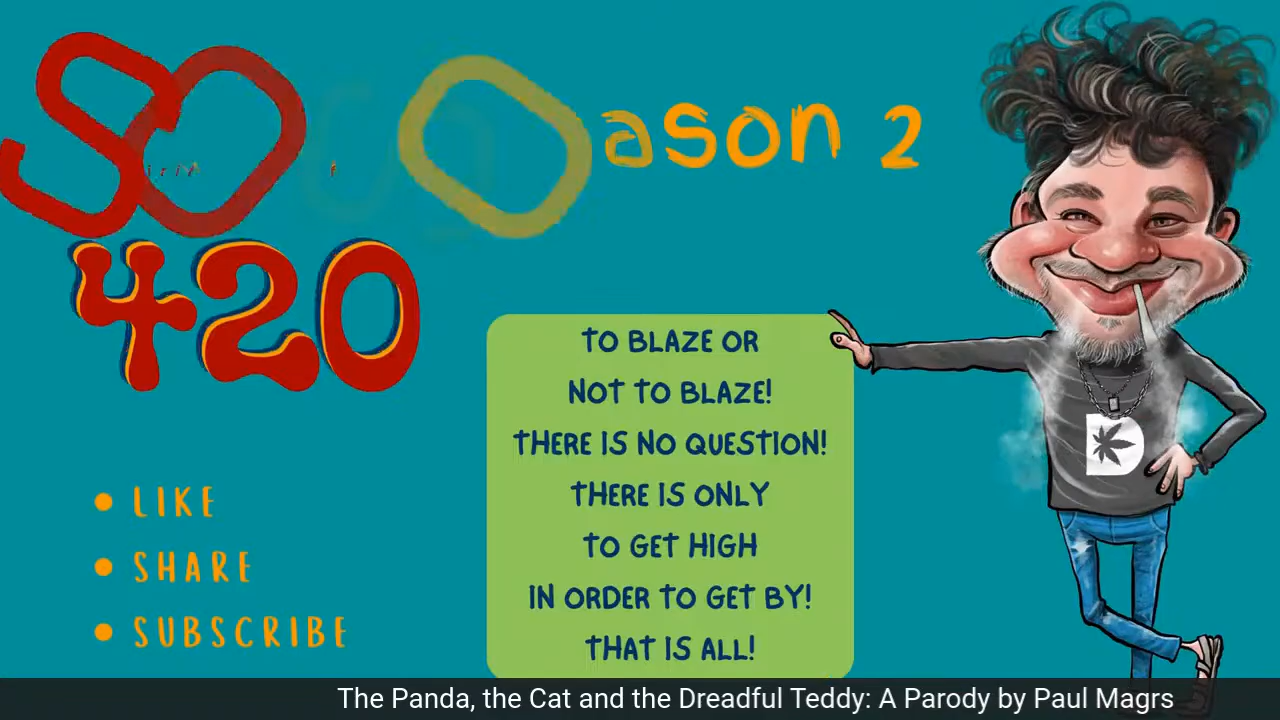 SO
ason 2
420
TO BLAZE OR
NOT TO BLAZE!
THERE IS NO QUESTION!
THERE IS ONLY
TO GET HIGH
IN ORDER TO GET BY!
THAT IS ALL!
• LIKE
• SHARE
• SUBSCRIBE
D
The Panda, the Cat and the Dreadful Teddy: A Parody by Paul Magrs